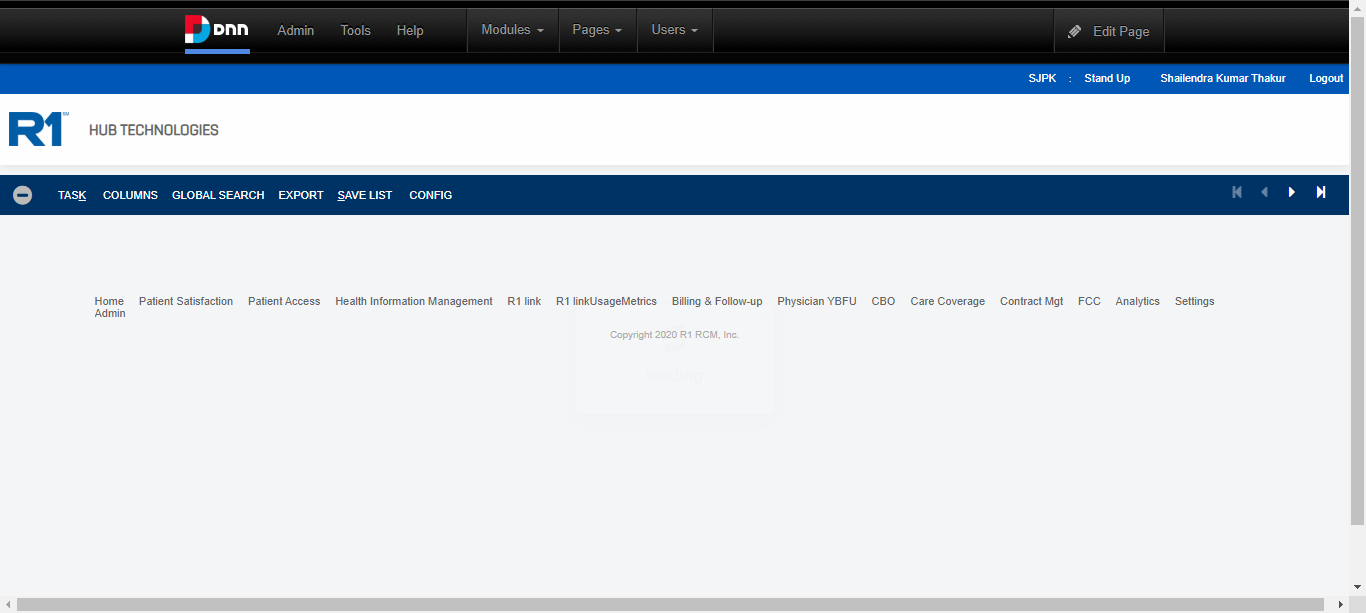 DNN Admin Tools Help Modules Pages Users Edit Page
SJPK : Stand Up Shailendra Kumar Thakur Logout
R1 SM HUB TECHNOLOGIES
TASK COLUMNS GLOBAL SEARCH EXPORT SAVE LIST CONFIG
Home Patient Satisfaction Patient Access Health Information Management R1 link R1 linkUsageMetrics Billing & Follow-up Physician YBFU CBO Care Coverage Contract Mgt FCC Analytics Settings
Admin
Copyright 2020 R1 RCM, Inc.